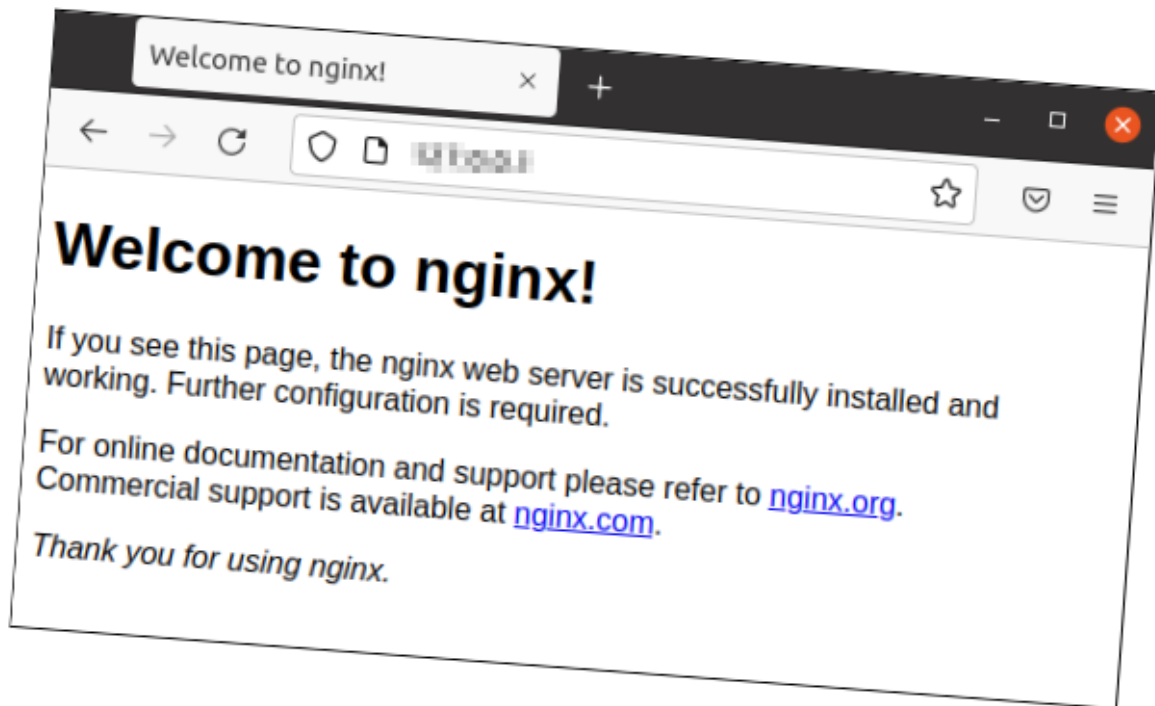 Welcome to nginx!
Welcome to nginx!
If you see this page, the nginx web server is successfully installed and
working. Further configuration is required.
For online documentation and support please refer to nginx.org.
Commercial support is available at nginx.com.
Thank you for using nginx.